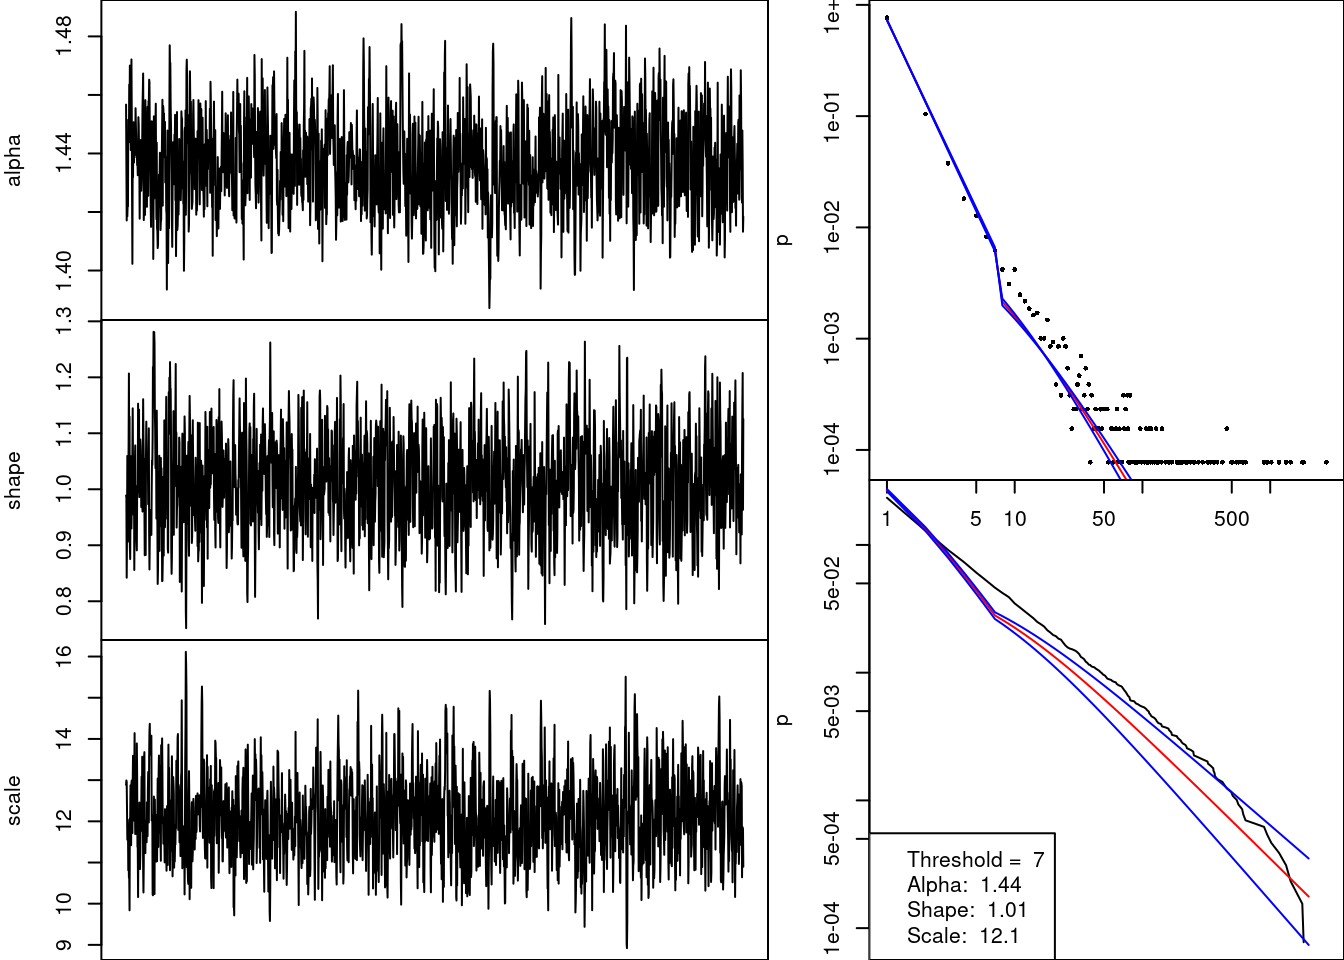 alpha
1.48
1.44
1.40
shape
1.3
1.2
1.1
1.0
0.9
0.8
scale
16
14
12
10
9
p
1e-01
1e-02
1e-03
1e-04
1 5 10 50 500
p
5e-02
5e-03
5e-04
1e-04
Threshold = 7
Alpha: 1.44
Shape: 1.01
Scale: 12.1